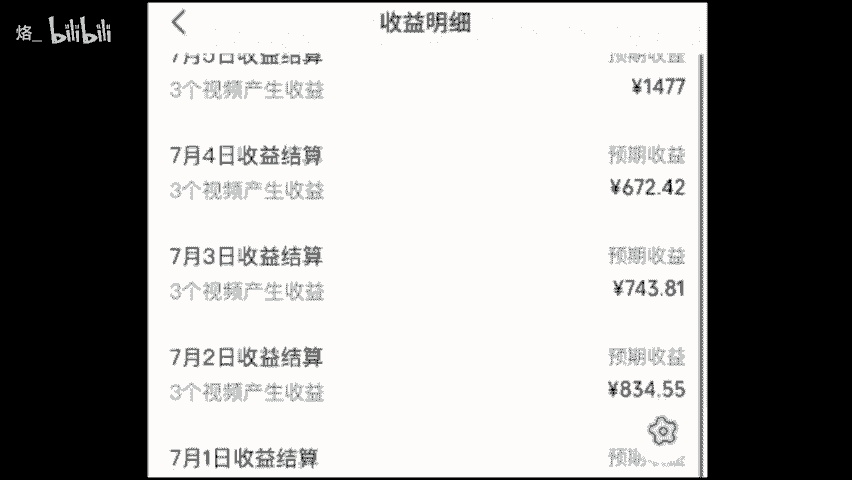 烙_ bilibili
收益明细
7月5日收益结算 预期收益
3个视频产生收益 ¥1477
7月4日收益结算 预期收益
3个视频产生收益 ¥672.42
7月3日收益结算 预期收益
3个视频产生收益 ¥743.81
7月2日收益结算 预期收益
3个视频产生收益 ¥834.55
7月1日收益结算 预期收益